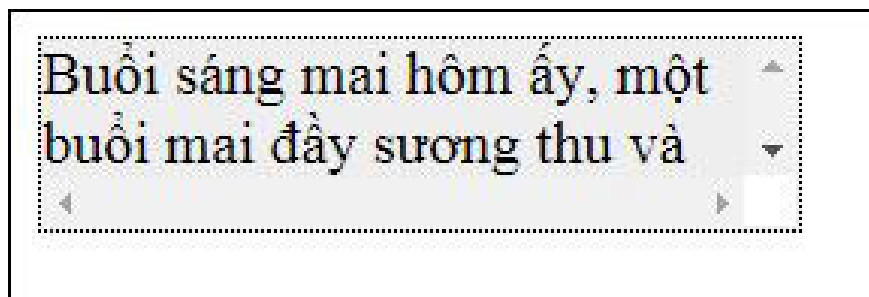 Buổi sáng mai hôm ấy, một
buổi mai đầy sương thu và